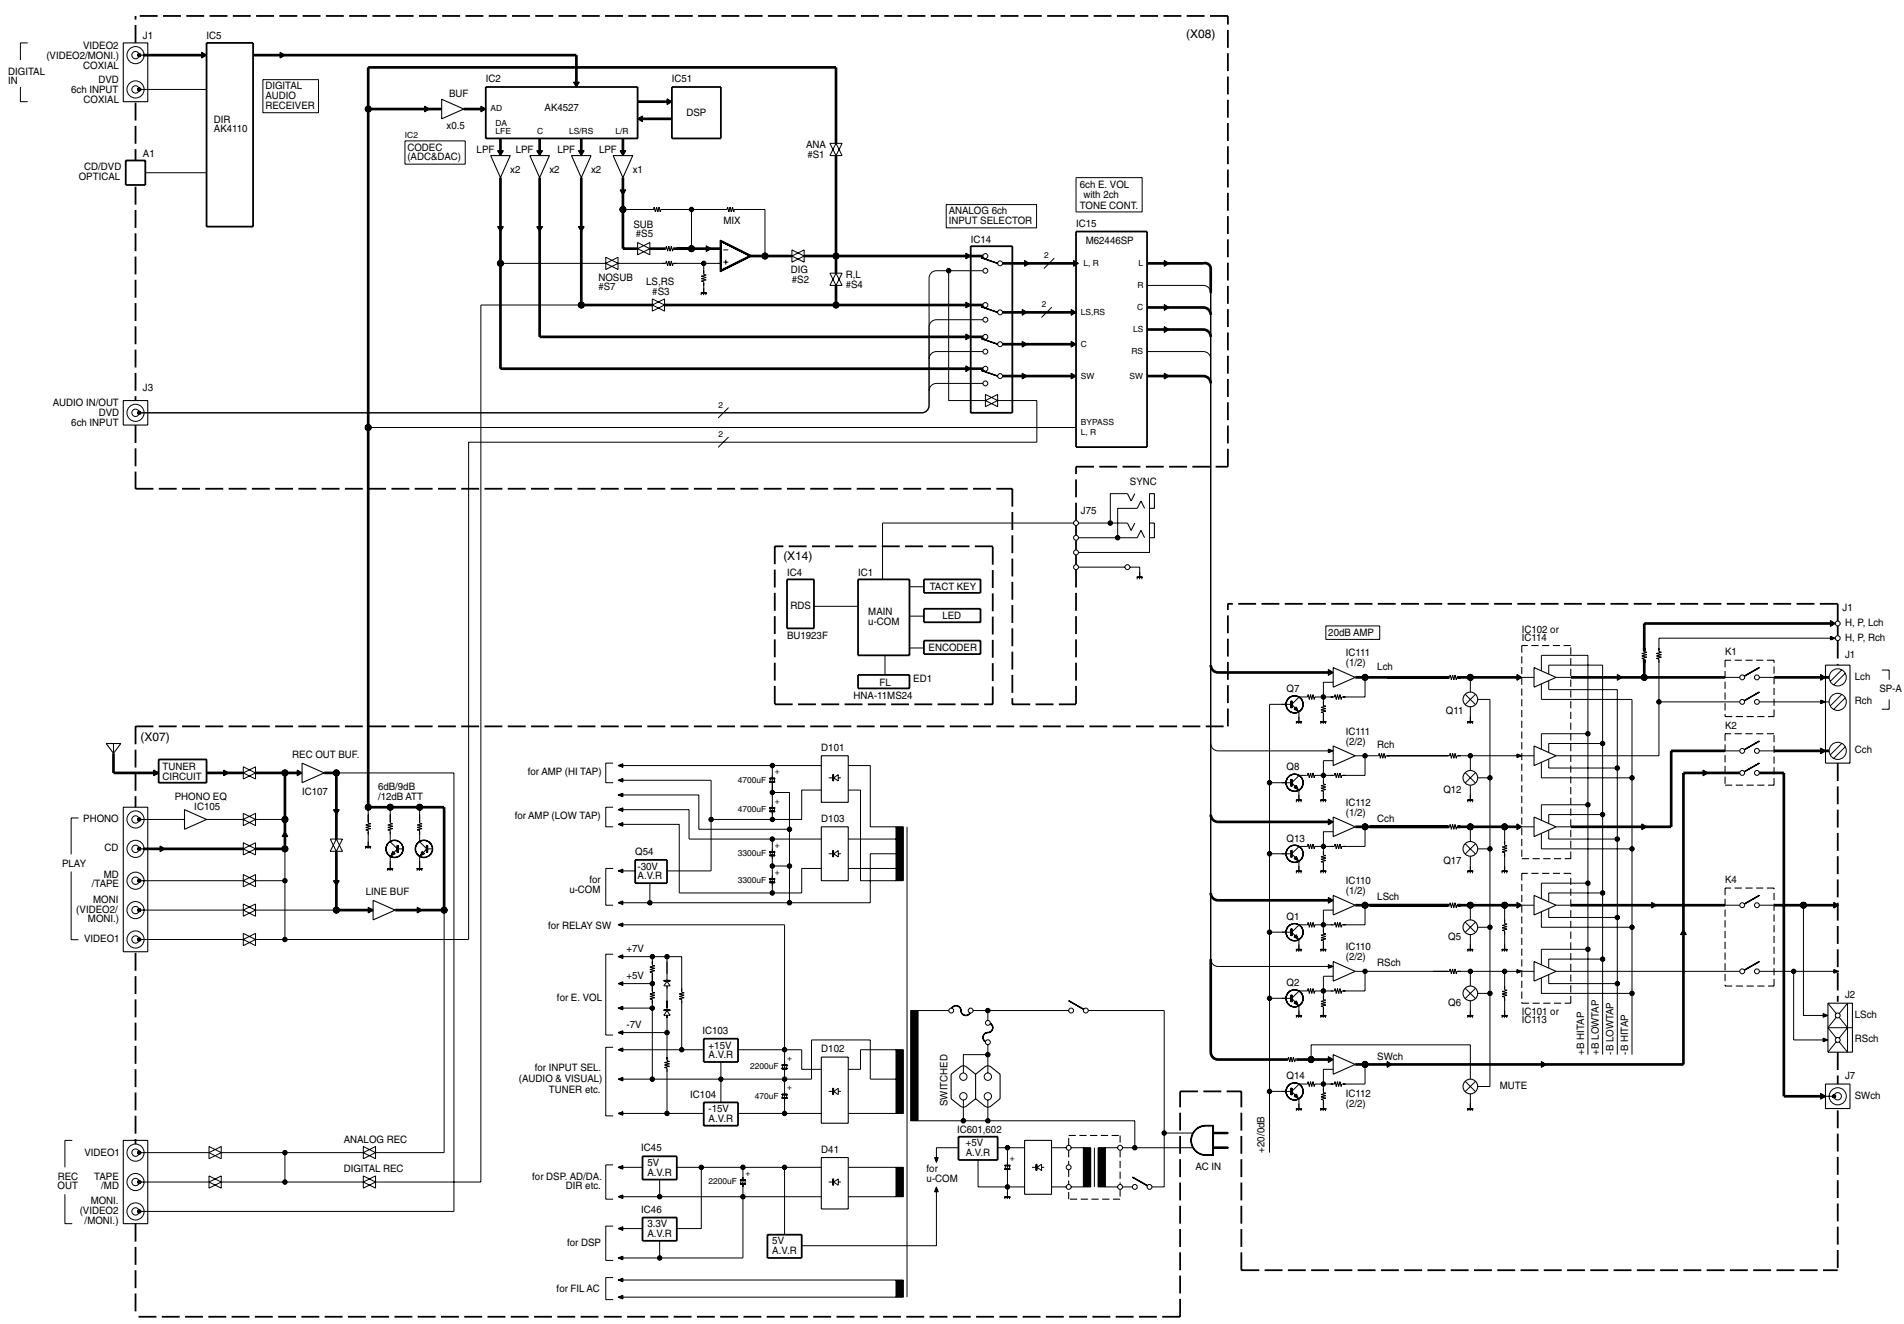 (X08)
DIGITAL
IN
VIDEO2
(VIDEO2/MONI.)
COXIAL
DVD
6ch INPUT
COXIAL
J1
IC5
DIR
AK4110
DIGITAL
AUDIO
RECEIVER
CD/DVD
OPTICAL
A1
BUF
x0.5
IC2
AD
AK4527
DA
LFE
C
LS/RS
L/R
IC51
DSP
IC2
CODEC
(ADC&DAC)
LPF
x2
LPF
x2
LPF
x2
LPF
x1
ANA
#S1
SUB
#S5
MIX
NOSUB
#S7
LS,RS
#S3
DIG
#S2
R,L
#S4
ANALOG 6ch
INPUT SELECTOR
IC14
6ch E. VOL
with 2ch
TONE CONT.
IC15
M62446SP
2
L, R
2
LS,RS
C
SW
BYPASS
L, R
L
R
C
LS
RS
SW
J3
AUDIO IN/OUT
DVD
6ch INPUT
2
2
SYNC
J75
(X14)
IC4
RDS
BU1923F
IC1
MAIN
u-COM
TACT KEY
LED
ENCODER
FL
ED1
HNA-11MS24
(X07)
TUNER
CIRCUIT
REC OUT BUF.
IC107
PHONO EQ
IC105
6dB/9dB
/12dB ATT
LINE BUF
PLAY
PHONO
CD
MD
/TAPE
MONI
(VIDEO2/
MONI.)
VIDEO1
REC
OUT
VIDEO1
TAPE
/MD
MONI.
(VIDEO2
/MONI.)
ANALOG REC
DIGITAL REC
for AMP (HI TAP)
for AMP (LOW TAP)
4700uF
+
4700uF
+
3300uF
+
3300uF
+
D101
D103
Q54
-30V
A.V.R
for
u-COM
for RELAY SW
+7V
+5V
for E. VOL
-7V
for INPUT SEL.
(AUDIO & VISUAL)
TUNER etc.
IC103
+15V
A.V.R
IC104
-15V
A.V.R
2200uF
+
470uF
+
D102
for DSP. AD/DA.
DIR etc.
IC45
5V
A.V.R
2200uF
+
D41
for DSP
IC46
3.3V
A.V.R
5V
A.V.R
for FIL AC
SWITCHED
IC601,602
+5V
A.V.R
+
for
u-COM
AC IN
20dB AMP
IC111
(1/2)
Lch
Q7
Q11
IC111
(2/2)
Rch
Q8
Q12
IC112
(1/2)
Cch
Q13
Q17
IC110
(1/2)
LSch
Q1
Q5
IC110
(2/2)
RSch
Q2
Q6
SWch
Q14
IC112
(2/2)
MUTE
+20/0dB
IC102 or
IC114
IC101 or
IC113
+B HITAP
+B LOWTAP
-B LOWTAP
-B HITAP
K1
K2
K4
J1
H, P, Lch
H, P, Rch
J1
Lch
Rch
SP-A
Cch
J2
LSch
RSch
J7
SWch